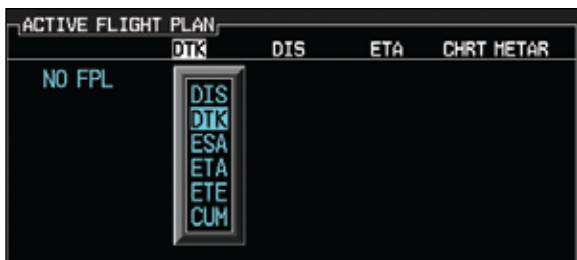 ACTIVE FLIGHT PLAN
DTK DIS ETA CHRT METAR
NO FPL
DIS
DTK
ESA
ETA
ETE
CUM